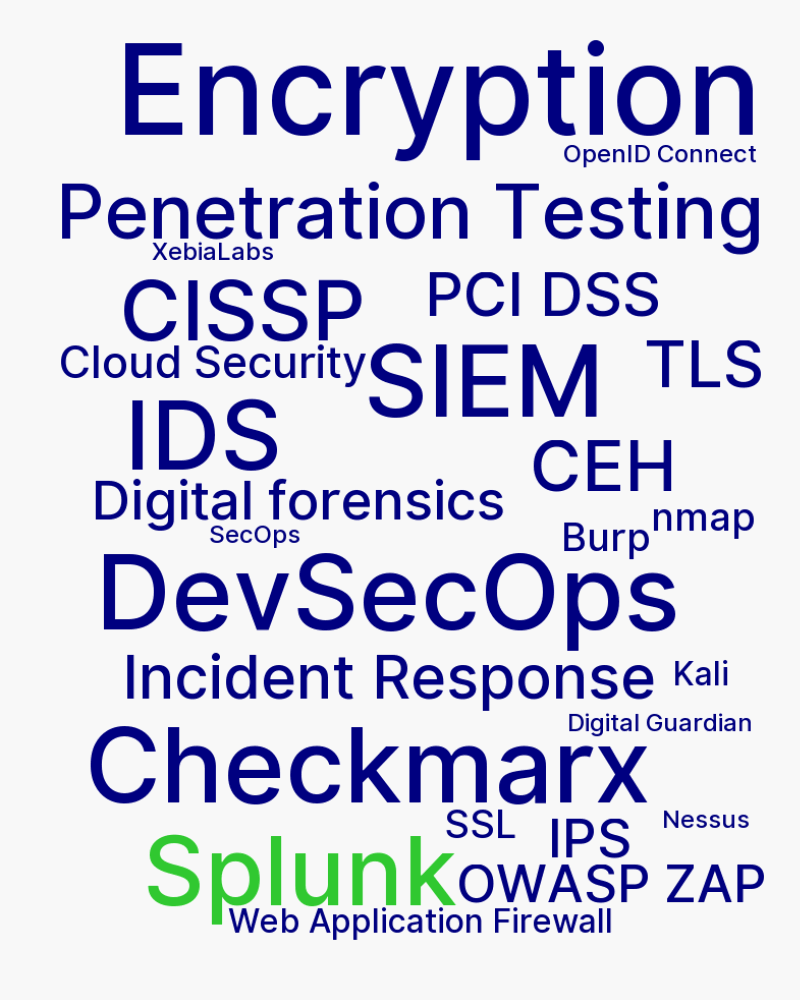 Encryption
OpenID Connect
Penetration Testing
XebiaLabs
CISSP
PCI DSS
Cloud Security
SIEM
TLS
IDS
CEH
Digital forensics
nmap
SecOps
Burp
DevSecOps
Incident Response
Kali
Digital Guardian
Checkmarx
SSL
IPS
Nessus
Splunk
OWASP ZAP
Web Application Firewall